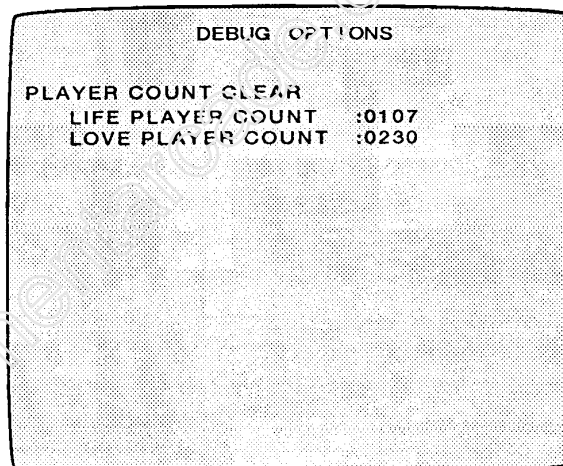 DEBUG OPTIONS
PLAYER COUNT CLEAR
LIFE PLAYER COUNT :0107
LOVE PLAYER COUNT :0230